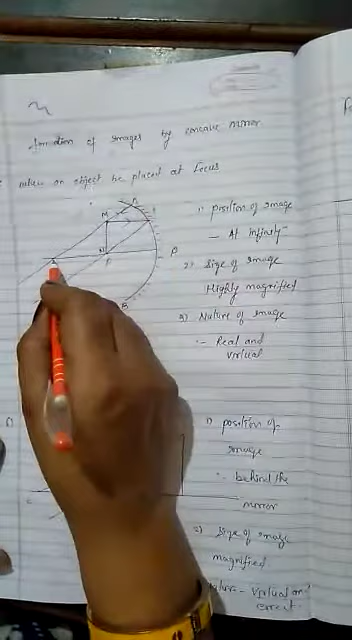 formation of Images by concave mirror
when an object be placed at Focus
M
A
N
F
P
B
1) position of Image
- At infinity
2) Size of Image
Highly magnified
3) Nature of Image
:- Real and
virtual
1) position of
Image
:- behind the
mirror
C
2) Size of Image
magnified
- virtual and
errect.